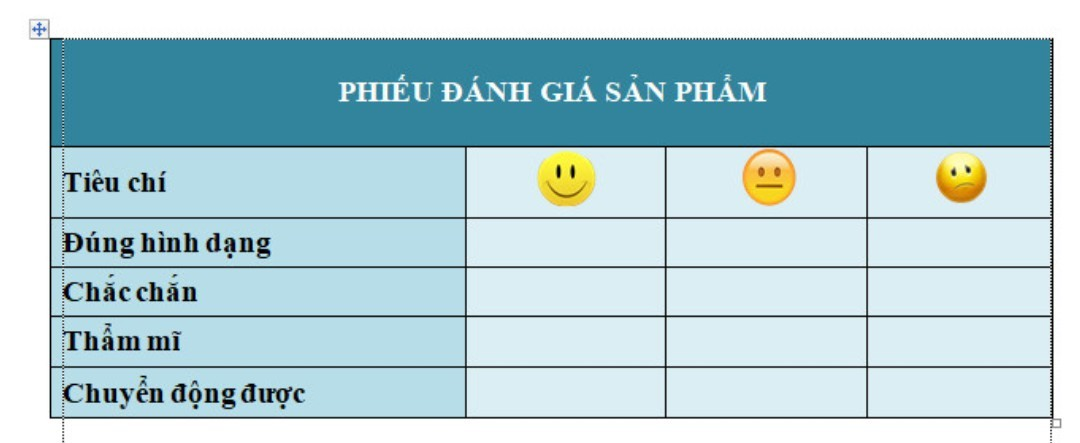 PHIẾU ĐÁNH GIÁ SẢN PHẨM
Tiêu chí
Đúng hình dạng
Chắc chắn
Thẩm mĩ
Chuyển động được